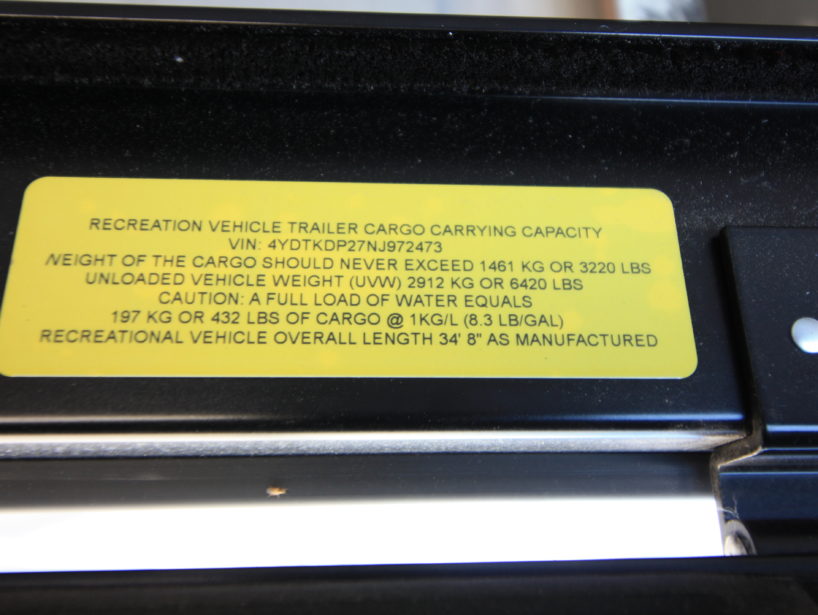 RECREATION VEHICLE TRAILER CARGO CARRYING CAPACITY
VIN: 4YDTKDP27NJ972473
WEIGHT OF THE CARGO SHOULD NEVER EXCEED 1461 KG OR 3220 LBS
UNLOADED VEHICLE WEIGHT (UVW) 2912 KG OR 6420 LBS
CAUTION: A FULL LOAD OF WATER EQUALS
197 KG OR 432 LBS OF CARGO @ 1KG/L (8.3 LB/GAL)
RECREATIONAL VEHICLE OVERALL LENGTH 34' 8" AS MANUFACTURED